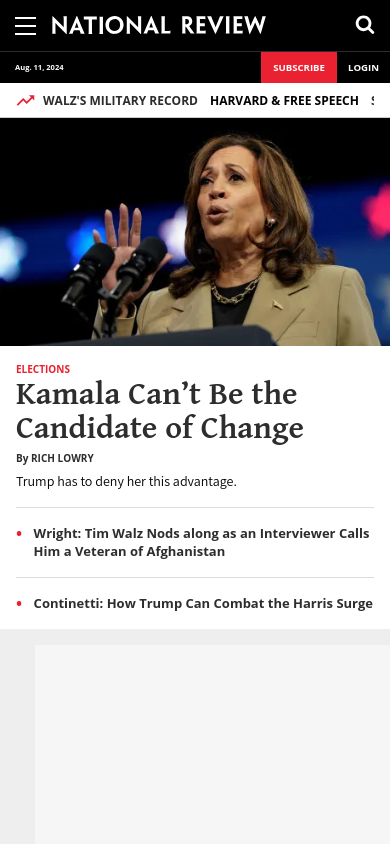 NATIONAL REVIEW
Aug. 11, 2024
SUBSCRIBE
LOGIN
WALZ'S MILITARY RECORD HARVARD & FREE SPEECH
ELECTIONS
Kamala Can’t Be the
Candidate of Change
By RICH LOWRY
Trump has to deny her this advantage.
• Wright: Tim Walz Nods along as an Interviewer Calls
Him a Veteran of Afghanistan
• Continetti: How Trump Can Combat the Harris Surge